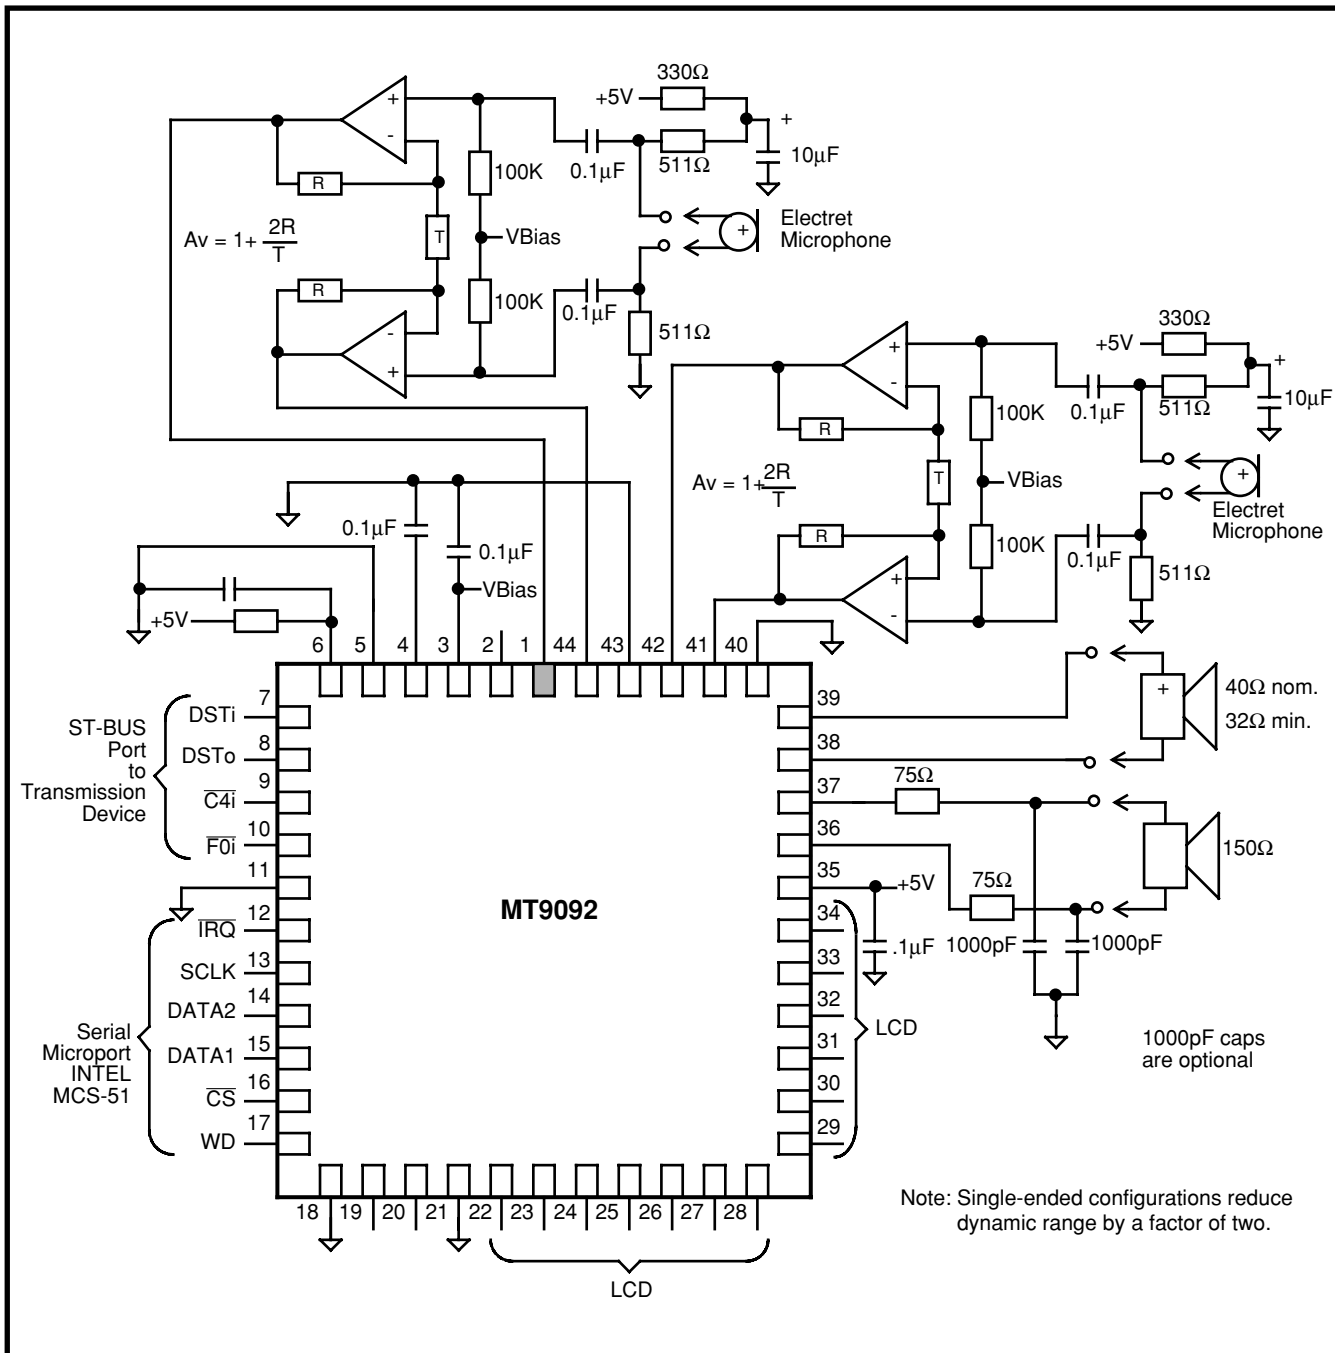 330Ω
+5V
+
0.1µF
511Ω
10µF
+
-
100K
R
Av = 1+ 2R
T
T
VBias
Electret
Microphone
+
R
100K
0.1µF
511Ω
-
+
330Ω
+5V
+
0.1µF
511Ω
10µF
+
-
100K
R
Av = 1+ 2R
T
T
VBias
+
Electret
Microphone
R
100K
0.1µF
511Ω
+
-
0.1µF
0.1µF
VBias
+5V
6 5 4 3 2 1 44 43 42 41 40
7
DSTi
8
DSTo
9
C4i
10
F0i
11
ST-BUS
Port
to
Transmission
Device
12
IRQ
13
SCLK
14
DATA2
15
DATA1
16
CS
17
WD
Serial
Microport
INTEL
MCS-51
MT9092
39
38
37
36
35
34
33
32
31
30
29
+
40Ω nom.
32Ω min.
75Ω
150Ω
75Ω
+5V
.1µF
1000pF
1000pF
LCD
1000pF caps
are optional
18 19 20 21 22 23 24 25 26 27 28
LCD
Note: Single-ended configurations reduce
dynamic range by a factor of two.